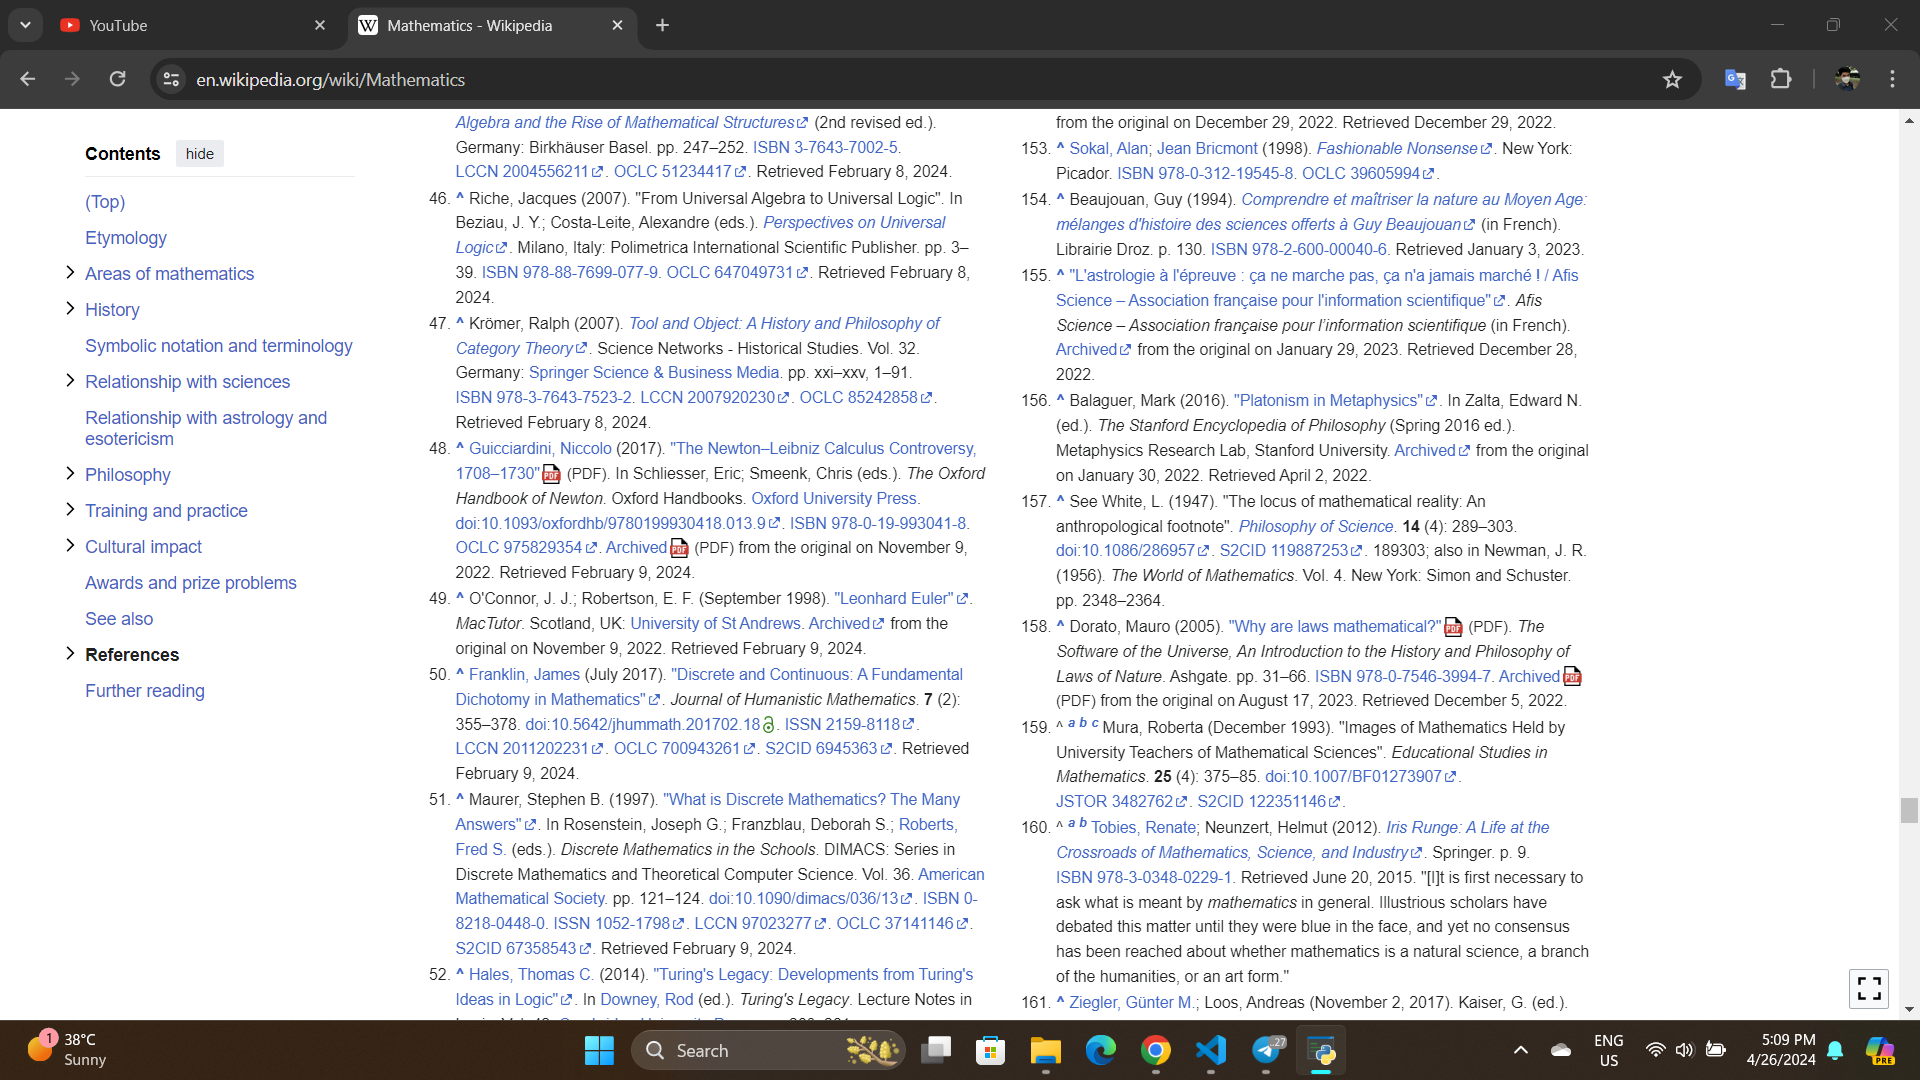 YouTube
Mathematics - Wikipedia
en.wikipedia.org/wiki/Mathematics
Contents hide
(Top)
Etymology
Areas of mathematics
History
Symbolic notation and terminology
Relationship with sciences
Relationship with astrology and
esotericism
Philosophy
Training and practice
Cultural impact
Awards and prize problems
See also
References
Further reading
Algebra and the Rise of Mathematical Structures (2nd revised ed.).
Germany: Birkhäuser Basel. pp. 247–252. ISBN 3-7643-7002-5.
LCCN 2004556211. OCLC 51234417. Retrieved February 8, 2024.
46. ^ Riche, Jacques (2007). "From Universal Algebra to Universal Logic". In
Beziau, J. Y.; Costa-Leite, Alexandre (eds.). Perspectives on Universal
Logic. Milano, Italy: Polimetrica International Scientific Publisher. pp. 3–
39. ISBN 978-88-7699-077-9. OCLC 647049731. Retrieved February 8,
2024.
47. ^ Krömer, Ralph (2007). Tool and Object: A History and Philosophy of
Category Theory. Science Networks - Historical Studies. Vol. 32.
Germany: Springer Science & Business Media. pp. xxi–xxv, 1–91.
ISBN 978-3-7643-7523-2. LCCN 2007920230. OCLC 85242858.
Retrieved February 8, 2024.
48. ^ Guicciardini, Niccolo (2017). "The Newton–Leibniz Calculus Controversy,
1708–1730" (PDF). In Schliesser, Eric; Smeenk, Chris (eds.). The Oxford
Handbook of Newton. Oxford Handbooks. Oxford University Press.
doi:10.1093/oxfordhb/9780199930418.013.9. ISBN 978-0-19-993041-8.
OCLC 975829354. Archived (PDF) from the original on November 9,
2022. Retrieved February 9, 2024.
49. ^ O'Connor, J. J.; Robertson, E. F. (September 1998). "Leonhard Euler".
MacTutor. Scotland, UK: University of St Andrews. Archived from the
original on November 9, 2022. Retrieved February 9, 2024.
50. ^ Franklin, James (July 2017). "Discrete and Continuous: A Fundamental
Dichotomy in Mathematics". Journal of Humanistic Mathematics. 7 (2):
355–378. doi:10.5642/jhummath.201702.18. ISSN 2159-8118.
LCCN 2011202231. OCLC 700943261. S2CID 6945363. Retrieved
February 9, 2024.
51. ^ Maurer, Stephen B. (1997). "What is Discrete Mathematics? The Many
Answers". In Rosenstein, Joseph G.; Franzblau, Deborah S.; Roberts,
Fred S. (eds.). Discrete Mathematics in the Schools. DIMACS: Series in
Discrete Mathematics and Theoretical Computer Science. Vol. 36. American
Mathematical Society. pp. 121–124. doi:10.1090/dimacs/036/13. ISBN 0-
8218-0448-0. ISSN 1052-1798. LCCN 97023277. OCLC 37141146.
S2CID 67358543. Retrieved February 9, 2024.
52. ^ Hales, Thomas C. (2014). "Turing's Legacy: Developments from Turing's
Ideas in Logic". In Downey, Rod (ed.). Turing's Legacy. Lecture Notes in
from the original on December 29, 2022. Retrieved December 29, 2022.
153. ^ Sokal, Alan; Jean Bricmont (1998). Fashionable Nonsense. New York:
Picador. ISBN 978-0-312-19545-8. OCLC 39605994.
154. ^ Beaujouan, Guy (1994). Comprendre et maîtriser la nature au Moyen Age:
mélanges d'histoire des sciences offerts à Guy Beaujouan (in French).
Librairie Droz. p. 130. ISBN 978-2-600-00040-6. Retrieved January 3, 2023.
155. ^ "L'astrologie à l'épreuve : ça ne marche pas, ça n'a jamais marché ! / Afis
Science – Association française pour l'information scientifique". Afis
Science – Association française pour l'information scientifique (in French).
Archived from the original on January 29, 2023. Retrieved December 28,
2022.
156. ^ Balaguer, Mark (2016). "Platonism in Metaphysics". In Zalta, Edward N.
(ed.). The Stanford Encyclopedia of Philosophy (Spring 2016 ed.).
Metaphysics Research Lab, Stanford University. Archived from the original
on January 30, 2022. Retrieved April 2, 2022.
157. ^ See White, L. (1947). "The locus of mathematical reality: An
anthropological footnote". Philosophy of Science. 14 (4): 289–303.
doi:10.1086/286957. S2CID 119887253. 189303; also in Newman, J. R.
(1956). The World of Mathematics. Vol. 4. New York: Simon and Schuster.
pp. 2348–2364.
158. ^ Dorato, Mauro (2005). "Why are laws mathematical?" (PDF). The
Software of the Universe, An Introduction to the History and Philosophy of
Laws of Nature. Ashgate. pp. 31–66. ISBN 978-0-7546-3994-7. Archived
(PDF) from the original on August 17, 2023. Retrieved December 5, 2022.
159. ^ a b c Mura, Roberta (December 1993). "Images of Mathematics Held by
University Teachers of Mathematical Sciences". Educational Studies in
Mathematics. 25 (4): 375–85. doi:10.1007/BF01273907.
JSTOR 3482762. S2CID 122351146.
160. ^ a b Tobies, Renate; Neunzert, Helmut (2012). Iris Runge: A Life at the
Crossroads of Mathematics, Science, and Industry. Springer. p. 9.
ISBN 978-3-0348-0229-1. Retrieved June 20, 2015. "[I]t is first necessary to
ask what is meant by mathematics in general. Illustrious scholars have
debated this matter until they were blue in the face, and yet no consensus
has been reached about whether mathematics is a natural science, a branch
of the humanities, or an art form."
161. ^ Ziegler, Günter M.; Loos, Andreas (November 2, 2017). Kaiser, G. (ed.).
1
38°C
Sunny
Search
27
ENG
US
5:09 PM
4/26/2024
PRE